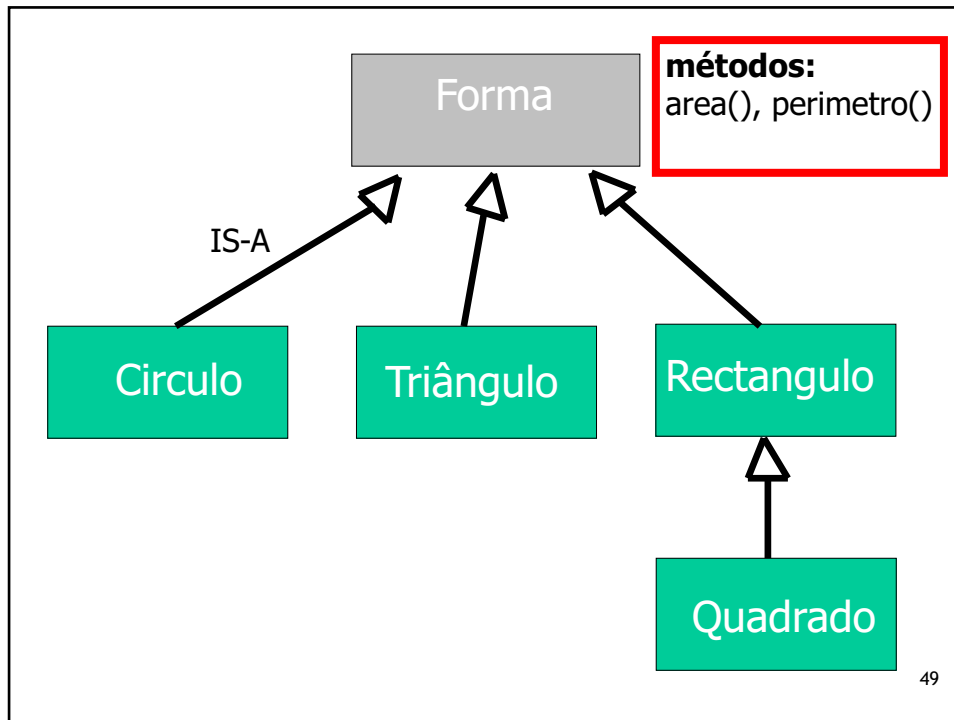 Forma
métodos:
area(), perimetro()
IS-A
Circulo
Triângulo
Rectangulo
Quadrado
49